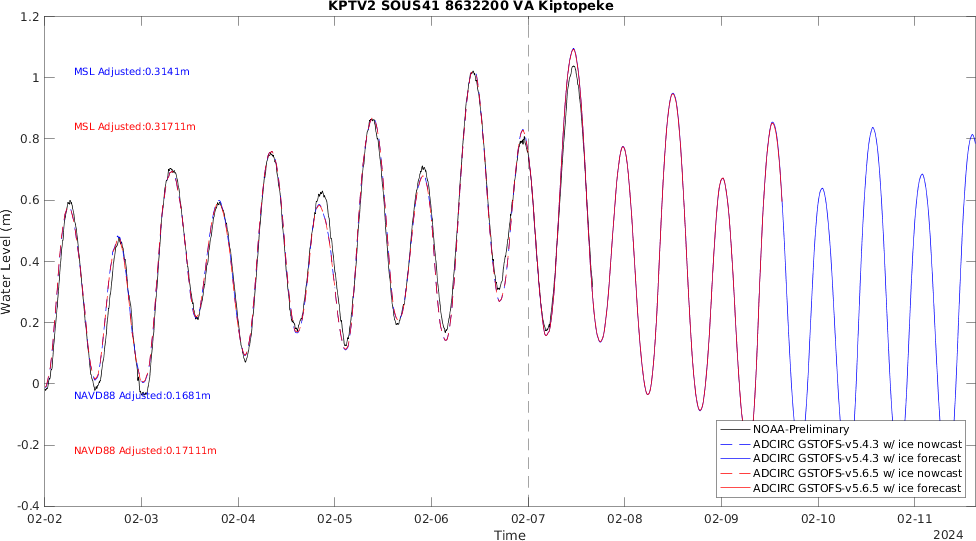 KPTV2 SOUS41 8632200 VA Kiptopeke
1.2
1
0.8
0.6
0.4
0.2
0
-0.2
-0.4
Water Level (m)
MSL Adjusted:0.3141m
MSL Adjusted:0.31711m
NAVD88 Adjusted:0.1681m
NAVD88 Adjusted:0.17111m
NOAA-Preliminary
ADCIRC GSTOFS-v5.4.3 w/ ice nowcast
ADCIRC GSTOFS-v5.4.3 w/ ice forecast
ADCIRC GSTOFS-v5.6.5 w/ ice nowcast
ADCIRC GSTOFS-v5.6.5 w/ ice forecast
02-02 02-03 02-04 02-05 02-06 02-07 02-08 02-09 02-10 02-11
Time
2024